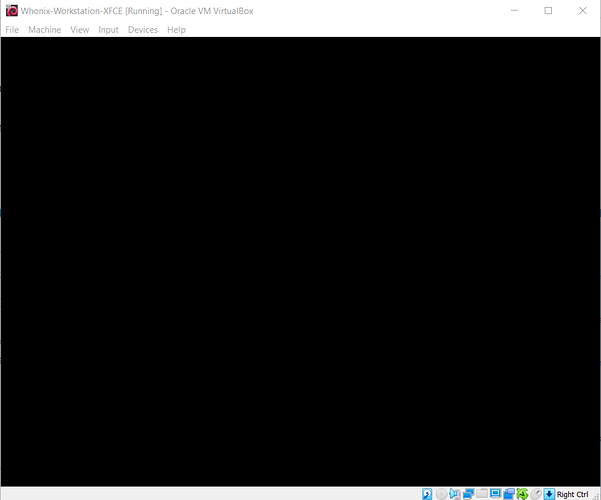 Whonix-Workstation-XFCE [Running] - Oracle VM VirtualBox
File Machine View Input Devices Help
Right Ctrl